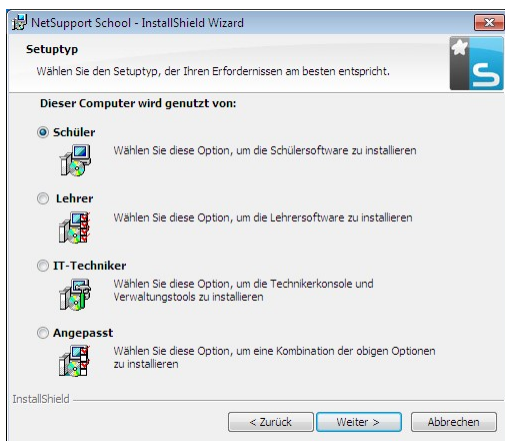 NetSupport School - InstallShield Wizard
Setuptyp
Wählen Sie den Setuptyp, der Ihren Erfordernissen am besten entspricht.
S
Dieser Computer wird genutzt von:
Schüler
Wählen Sie diese Option, um die Schülersoftware zu installieren
Lehrer
Wählen Sie diese Option, um die Lehrersoftware zu installieren
IT-Techniker
Wählen Sie diese Option, um die Technikerkonsole und
Verwaltungstools zu installieren
Angepasst
Wählen Sie diese Option, um eine Kombination der obigen Optionen
zu installieren
InstallShield
< Zurück
Weiter >
Abbrechen